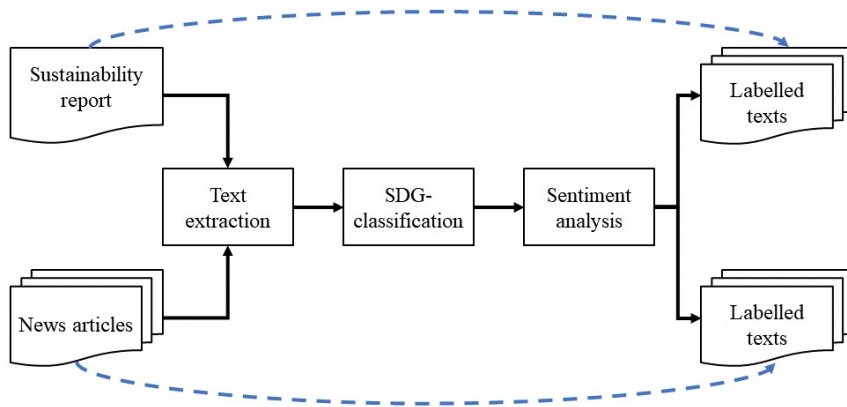 Sustainability
report
Labelled
texts
Text
extraction
SDG-
classification
Sentiment
analysis
News articles
Labelled
texts